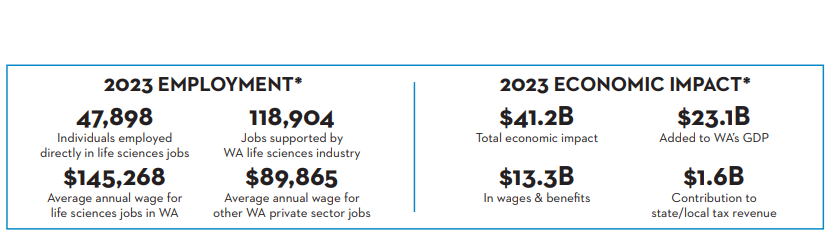 2023 EMPLOYMENT*
47,898
Individuals employed
directly in life sciences jobs
118,904
Jobs supported by
WA life sciences industry
$145,268
Average annual wage for
life sciences jobs in WA
$89,865
Average annual wage for
other WA private sector jobs
2023 ECONOMIC IMPACT*
$41.2B
Total economic impact
$23.1B
Added to WA's GDP
$13.3B
In wages & benefits
$1.6B
Contribution to
state/local tax revenue